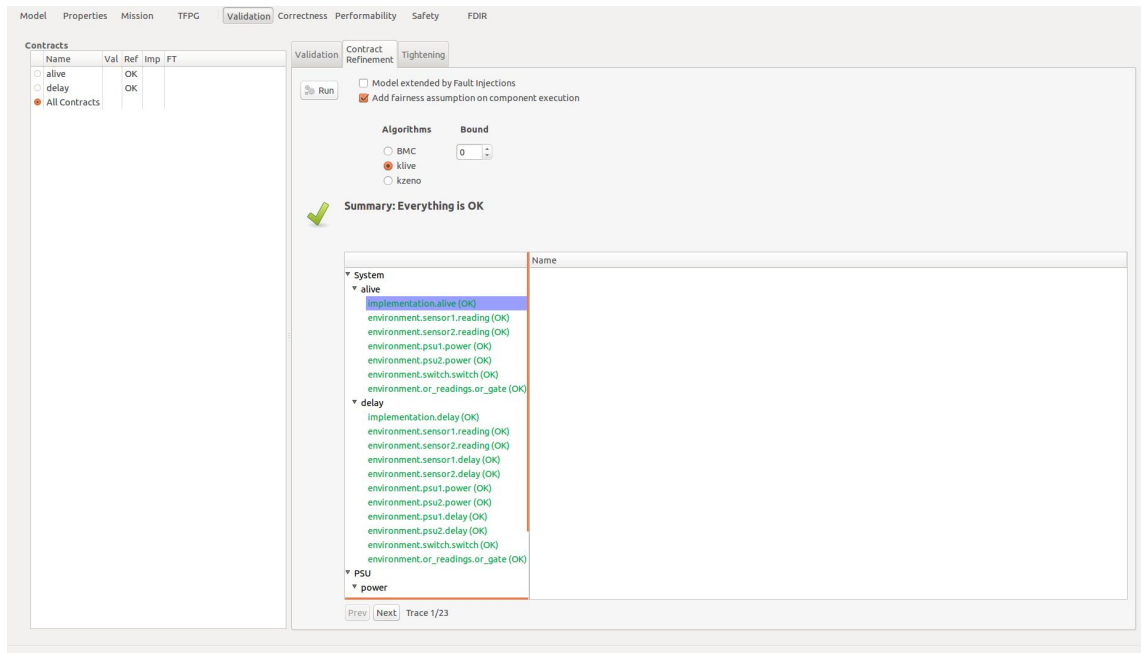 Model Properties Mission TFPG Validation Correctness Performability Safety FDIR
Contracts
Name Val Ref Imp FT
alive OK
delay OK
All Contracts
Validation Contract Refinement Tightening
Run
Model extended by Fault Injections
Add fairness assumption on component execution
Algorithms Bound
BMC 0
klive
kzeno
Summary: Everything is OK
Name
System
alive
implementation.alive (OK)
environment.sensor1.reading (OK)
environment.sensor2.reading (OK)
environment.psu1.power (OK)
environment.psu2.power (OK)
environment.switch.switch (OK)
environment.or_readings.or_gate (OK)
delay
implementation.delay (OK)
environment.sensor1.reading (OK)
environment.sensor2.reading (OK)
environment.sensor1.delay (OK)
environment.sensor2.delay (OK)
environment.psu1.power (OK)
environment.psu2.power (OK)
environment.psu1.delay (OK)
environment.psu2.delay (OK)
environment.switch.switch (OK)
environment.or_readings.or_gate (OK)
PSU
power
Prev Next Trace 1/23